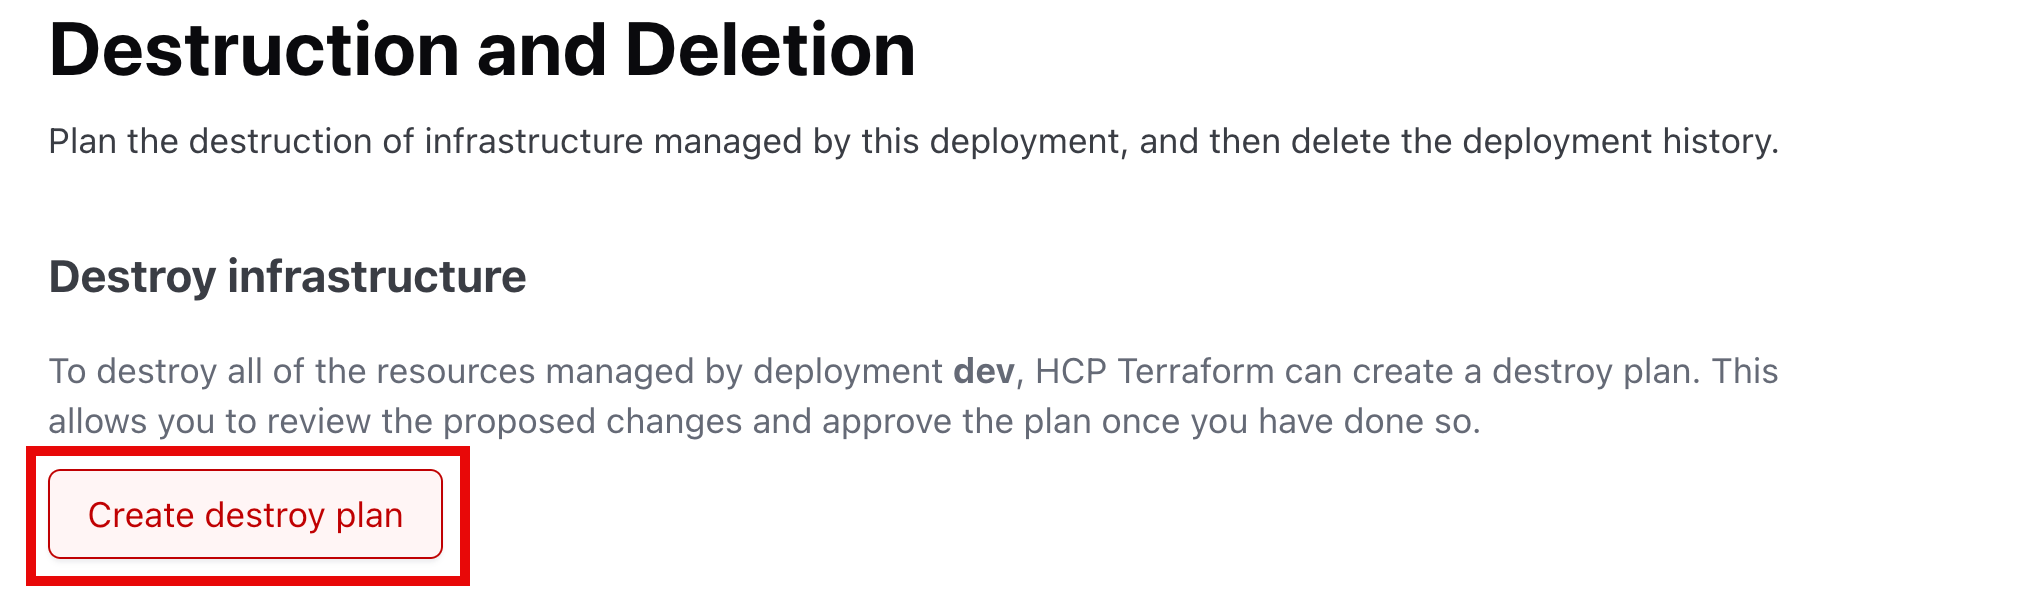 Destruction and Deletion
Plan the destruction of infrastructure managed by this deployment, and then delete the deployment history.
Destroy infrastructure
To destroy all of the resources managed by deployment dev, HCP Terraform can create a destroy plan. This
allows you to review the proposed changes and approve the plan once you have done so.
Create destroy plan